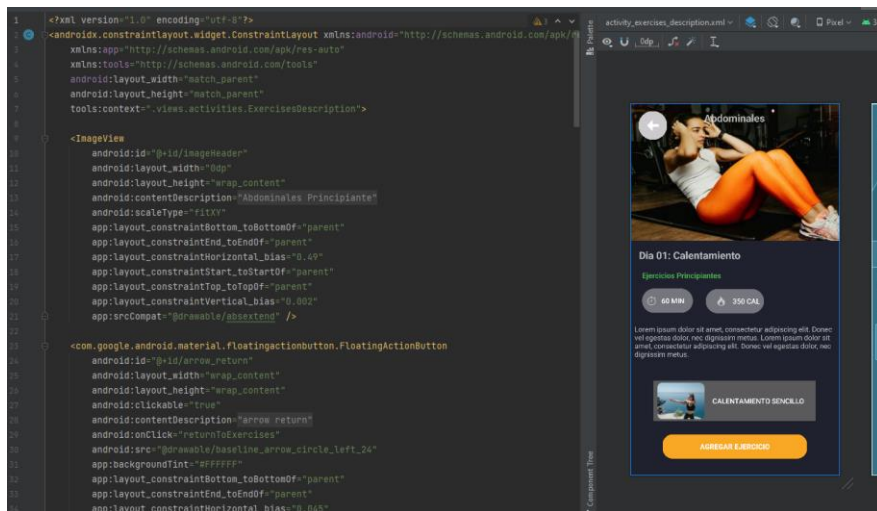 <?xml version="1.0" encoding="utf-8"?>
<androidx.constraintlayout.widget.ConstraintLayout xmlns:android="http://schemas.android.com/apk/
xmlns:app="http://schemas.android.com/apk/res-auto"
xmlns:tools="http://schemas.android.com/tools"
android:layout_width="match_parent"
android:layout_height="match_parent"
tools:context=".views.activities.ExercisesDescription">
<ImageView
android:id="@+id/imageHeader"
android:layout_width="0dp"
android:layout_height="wrap_content"
android:contentDescription="Abdominales Principiante"
android:scaleType="fitXY"
app:layout_constraintBottom_toBottomOf="parent"
app:layout_constraintEnd_toEndOf="parent"
app:layout_constraintHorizontal_bias="0.49"
app:layout_constraintStart_toStartOf="parent"
app:layout_constraintTop_toTopOf="parent"
app:layout_constraintVertical_bias="0.002"
app:srcCompat="@drawable/absextend" />
<com.google.android.material.floatingactionbutton.FloatingActionButton
android:id="@+id/arrow_return"
android:layout_width="wrap_content"
android:layout_height="wrap_content"
android:clickable="true"
android:contentDescription="arrow return"
android:onClick="returnToExercises"
android:src="@drawable/baseline_arrow_circle_left_24"
app:backgroundTint="#FFFFFF"
app:layout_constraintBottom_toBottomOf="parent"
app:layout_constraintEnd_toEndOf="parent"
app:layout_constraintHorizontal_bias="0.045"
Palette
Component Tree
activity_exercises_description.xml
Pixel
0dp
Abdominales
Dia 01: Calentamiento
Ejercicios Principiantes
60 MIN
350 CAL
Lorem ipsum dolor sit amet, consectetur adipiscing elit. Donec
vel egestas dolor, nec dignissim metus. Lorem ipsum dolor sit
amet, consectetur adipiscing elit. Donec vel egestas dolor, nec
dignissim metus.
CALENTAMIENTO SENCILLO
AGREGAR EJERCICIO